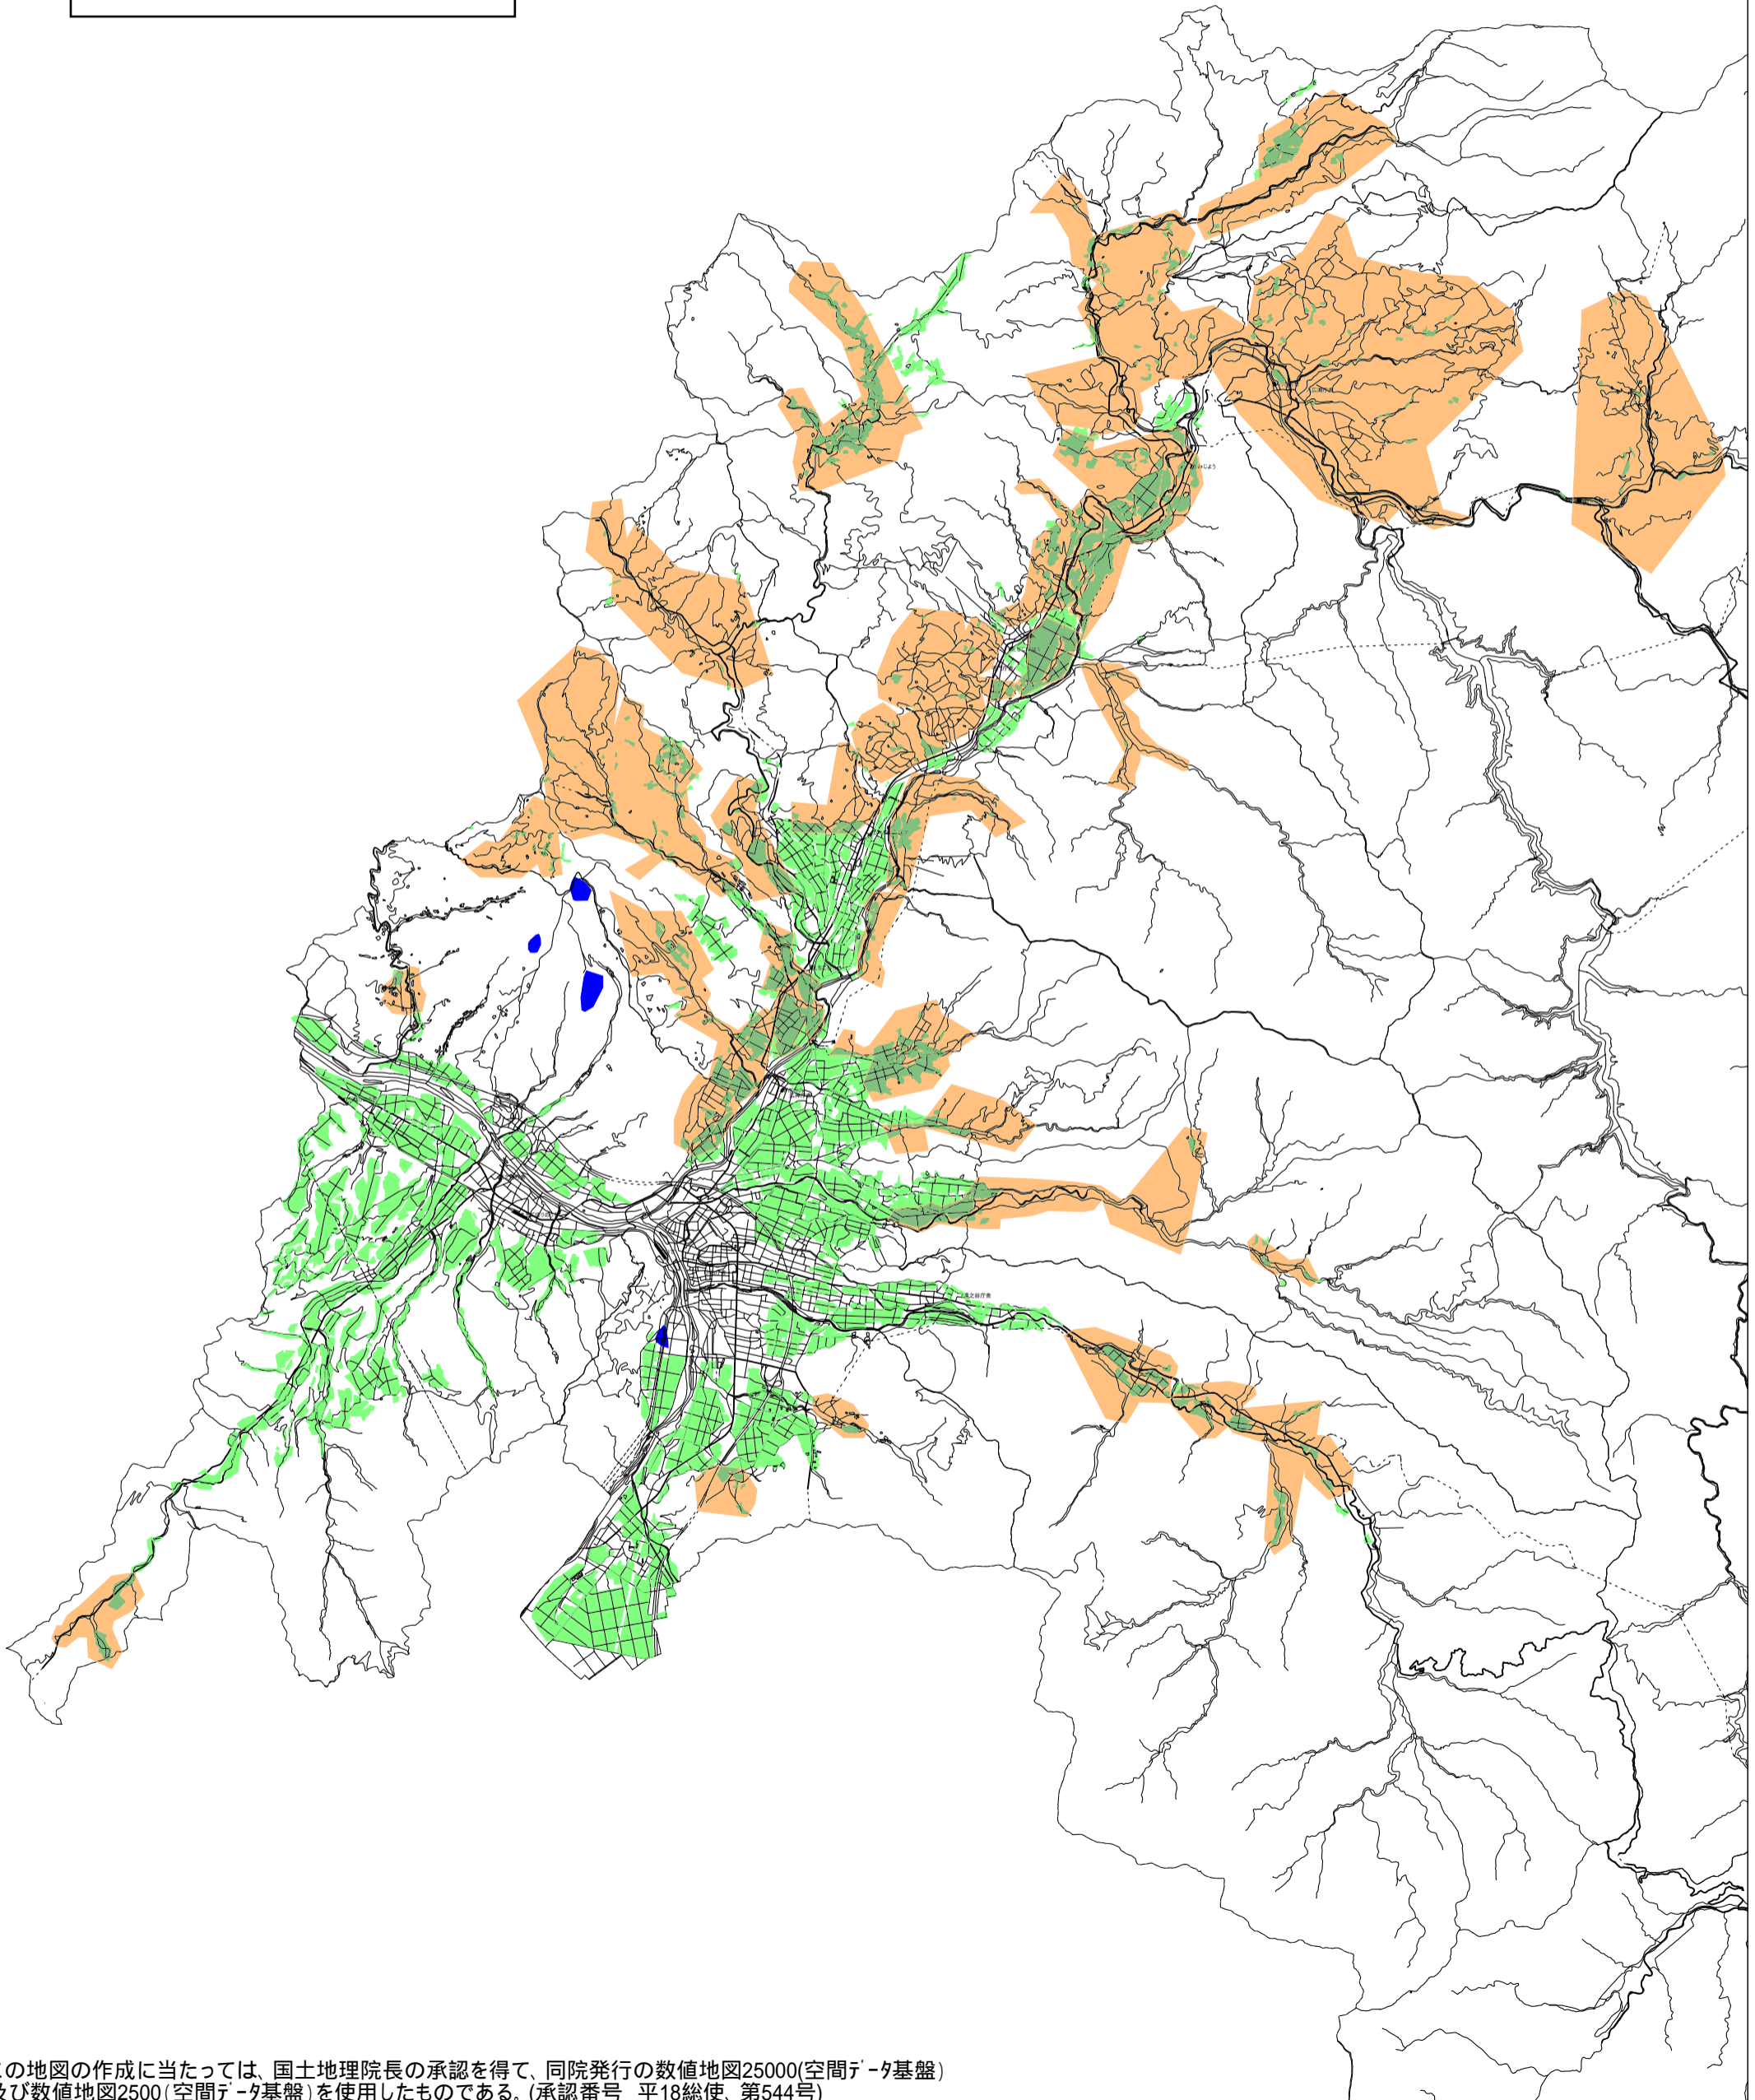 の地図の作成に当たっては、国土地理院長の承認を得て、同院発行の数値地図25000(空間ﾃﾞｰﾀ基盤)
及び数値地図2500(空間ﾃﾞｰﾀ基盤)を使用したものである。(承認番号 平18総使、第544号)